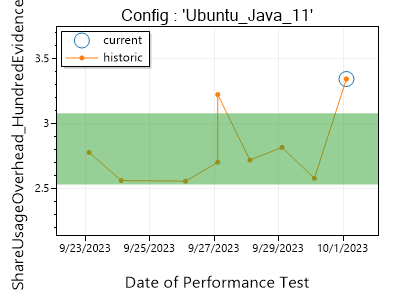 Config : 'Ubuntu_Java_11'
current
historic
ShareUsageOverhead_HundredEvidence
3.5
3
2.5
9/23/2023 9/25/2023 9/27/2023 9/29/2023 10/1/2023
Date of Performance Test